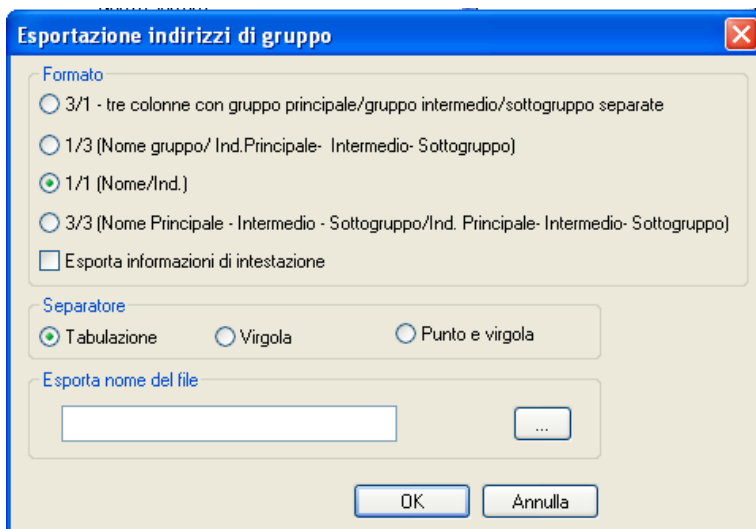 Esportazione indirizzi di gruppo
Formato
3/1 - tre colonne con gruppo principale/gruppo intermedio/sottogruppo separate
1/3 (Nome gruppo/ Ind.Principale- Intermedio- Sottogruppo)
1/1 (Nome/Ind.)
3/3 (Nome Principale - Intermedio - Sottogruppo/Ind. Principale- Intermedio- Sottogruppo)
Esporta informazioni di intestazione
Separatore
Tabulazione Virgola Punto e virgola
Esporta nome del file
...
OK Annulla